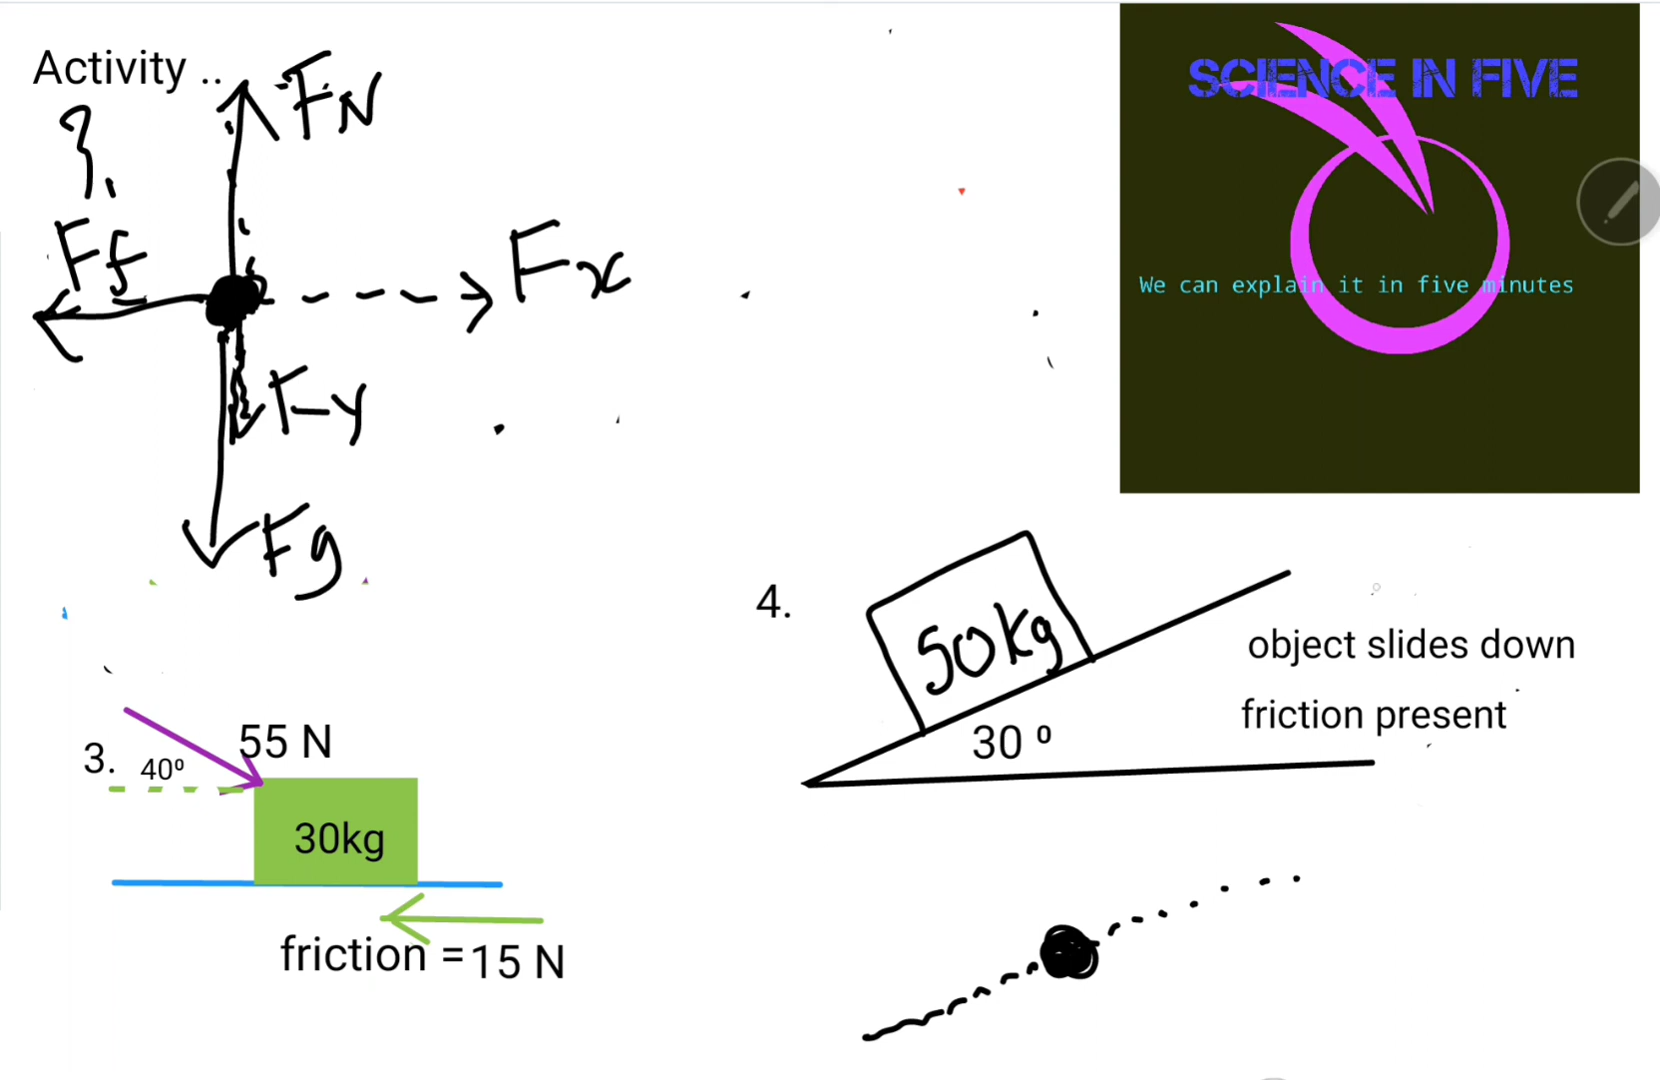 Activity ..
?.
FN
Ff
Fx
Fy
Fg
SCIENCE IN FIVE
We can explain it in five minutes
3.
40º
55 N
30kg
friction = 15 N
4.
50kg
30 º
object slides down
friction present